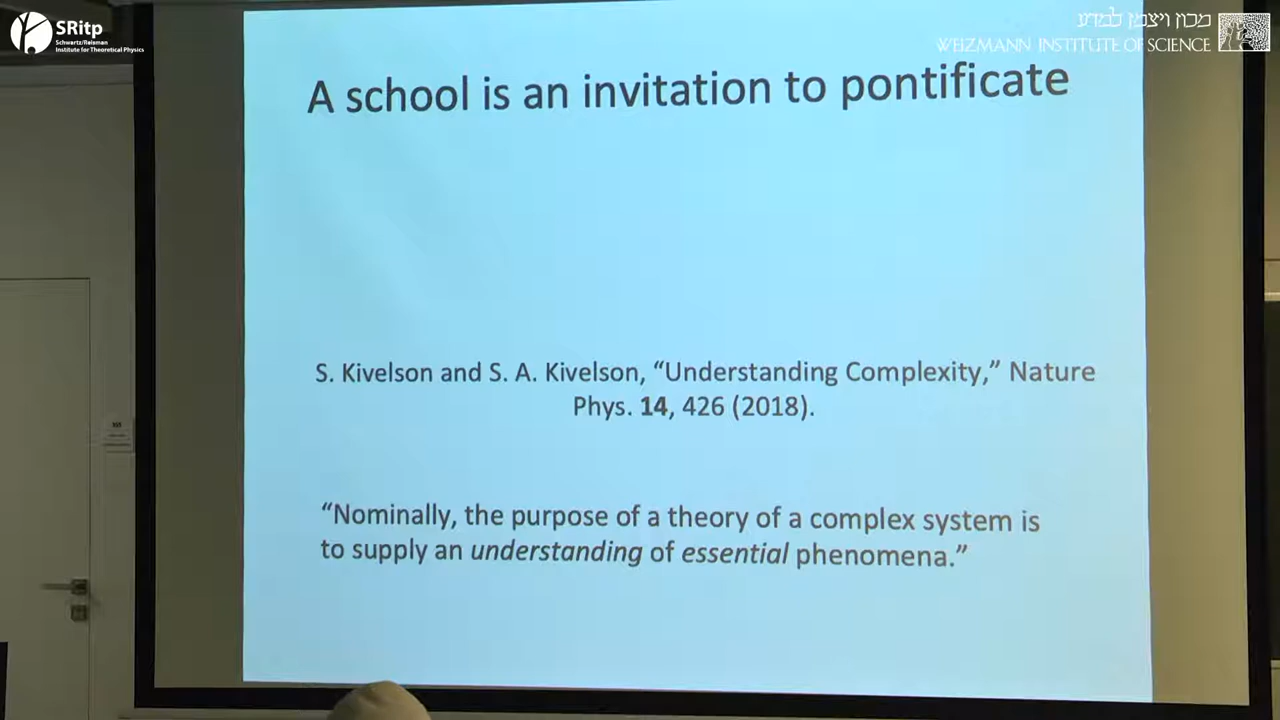 SRitp
Schwartz/Reisman
Institute for Theoretical Physics
מכון ויצמן למדע
WEIZMANN INSTITUTE OF SCIENCE
A school is an invitation to pontificate
S. Kivelson and S. A. Kivelson, “Understanding Complexity,” Nature
Phys. 14, 426 (2018).
“Nominally, the purpose of a theory of a complex system is
to supply an understanding of essential phenomena.”